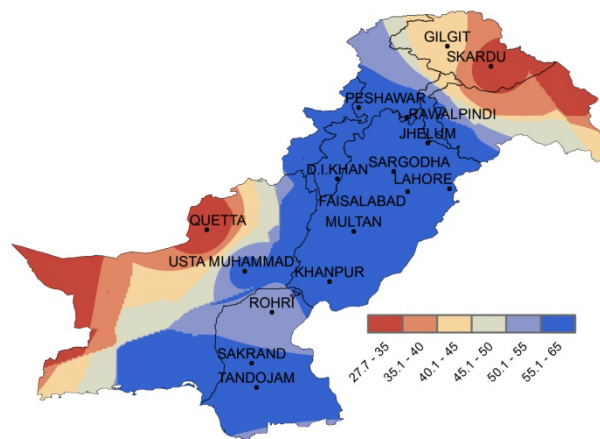 GILGIT
SKARDU
PESHAWAR
RAWALPINDI
JHELUM
SARGODHA
D.I.KHAN
LAHORE
FAISALABAD
QUETTA
MULTAN
USTA MUHAMMAD
KHANPUR
ROHRI
SAKRAND
TANDOJAM
27.7 - 35
35.1 - 40
40.1 - 45
45.1 - 50
50.1 - 55
55.1 - 65